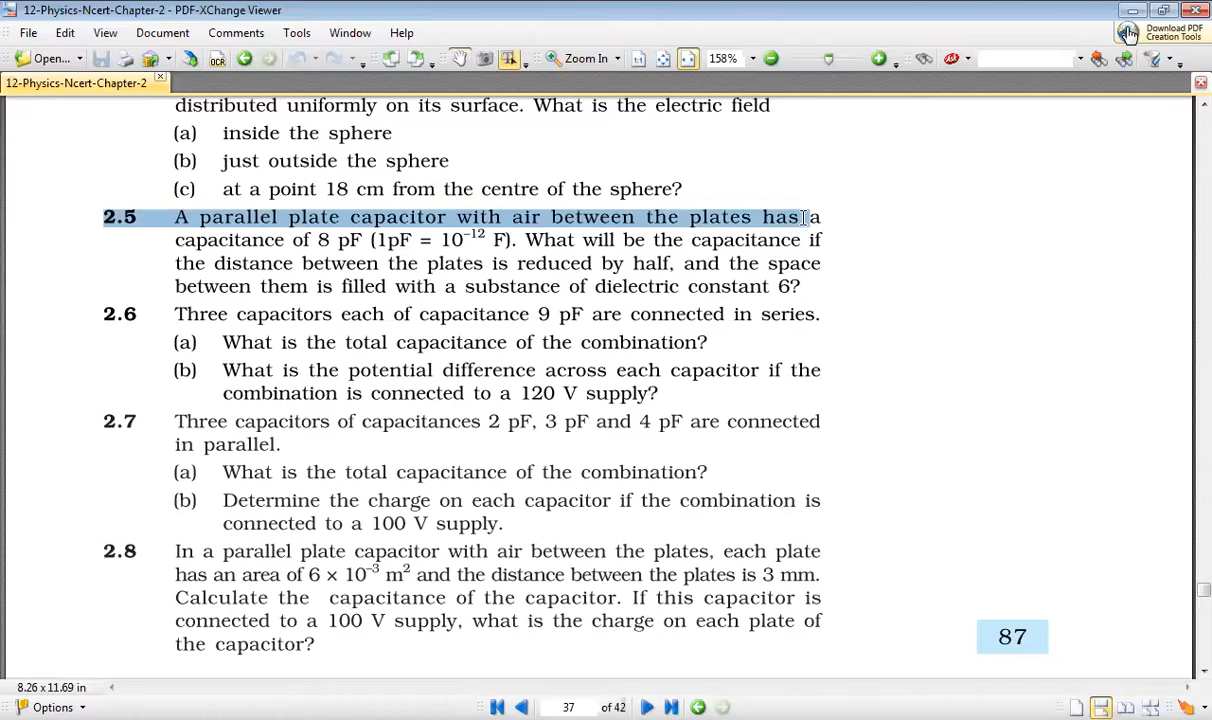 12-Physics-Ncert-Chapter-2 - PDF-XChange Viewer
File Edit View Document Comments Tools Window Help
Download PDF Creation Tools
Open... OCR Zoom In 158% abc
12-Physics-Ncert-Chapter-2
distributed uniformly on its surface. What is the electric field
(a) inside the sphere
(b) just outside the sphere
(c) at a point 18 cm from the centre of the sphere?
2.5 A parallel plate capacitor with air between the plates has a
capacitance of 8 pF (1pF = 10⁻¹² F). What will be the capacitance if
the distance between the plates is reduced by half, and the space
between them is filled with a substance of dielectric constant 6?
2.6 Three capacitors each of capacitance 9 pF are connected in series.
(a) What is the total capacitance of the combination?
(b) What is the potential difference across each capacitor if the
combination is connected to a 120 V supply?
2.7 Three capacitors of capacitances 2 pF, 3 pF and 4 pF are connected
in parallel.
(a) What is the total capacitance of the combination?
(b) Determine the charge on each capacitor if the combination is
connected to a 100 V supply.
2.8 In a parallel plate capacitor with air between the plates, each plate
has an area of 6 × 10⁻³ m² and the distance between the plates is 3 mm.
Calculate the capacitance of the capacitor. If this capacitor is
connected to a 100 V supply, what is the charge on each plate of
the capacitor?
87
8.26 x 11.69 in
Options 37 of 42